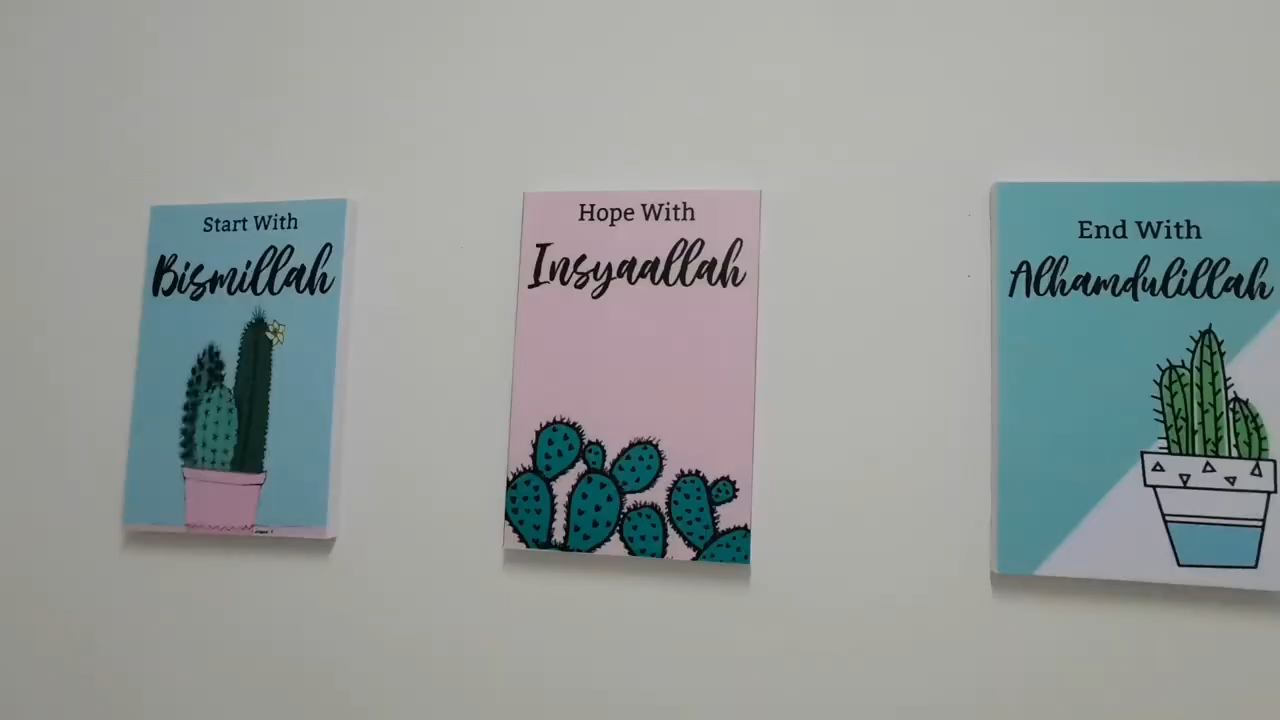 Start With
Bismillah
Hope With
Insyaallah
End With
Alhamdulillah